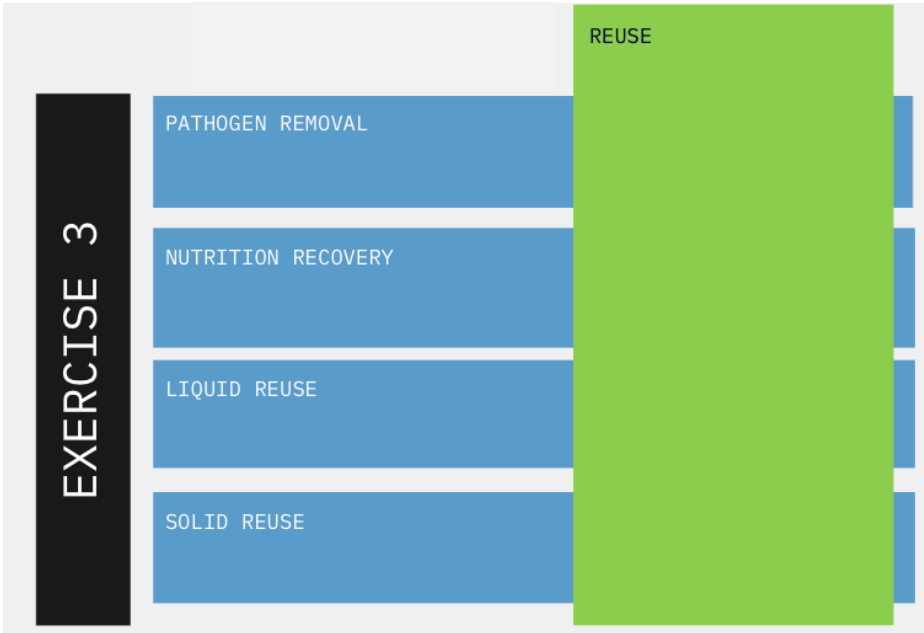 REUSE
EXERCISE 3
PATHOGEN REMOVAL
NUTRITION RECOVERY
LIQUID REUSE
SOLID REUSE